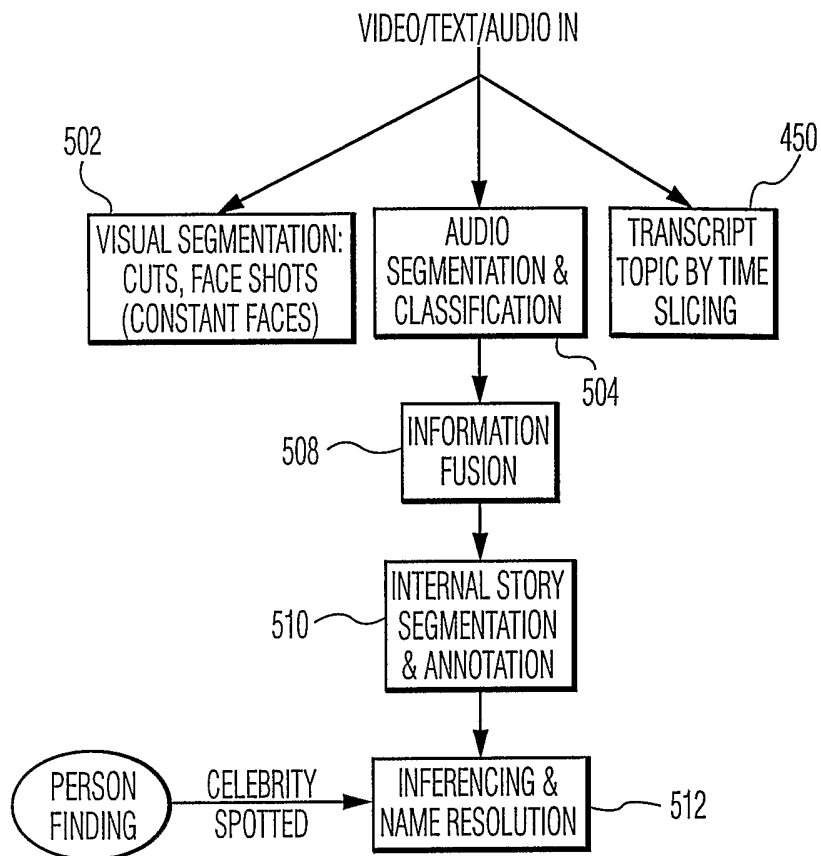 VIDEO/TEXT/AUDIO IN
502
450
VISUAL SEGMENTATION:
CUTS, FACE SHOTS
(CONSTANT FACES)
AUDIO
SEGMENTATION &
CLASSIFICATION
TRANSCRIPT
TOPIC BY TIME
SLICING
504
508
INFORMATION
FUSION
510
INTERNAL STORY
SEGMENTATION
& ANNOTATION
PERSON
FINDING
CELEBRITY
SPOTTED
INFERENCING &
NAME RESOLUTION
512